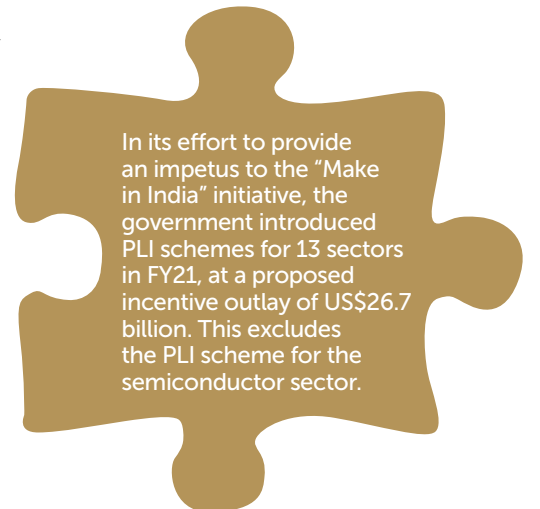 In its effort to provide
an impetus to the “Make
in India” initiative, the
government introduced
PLI schemes for 13 sectors
in FY21, at a proposed
incentive outlay of US$26.7
billion. This excludes
the PLI scheme for the
semiconductor sector.